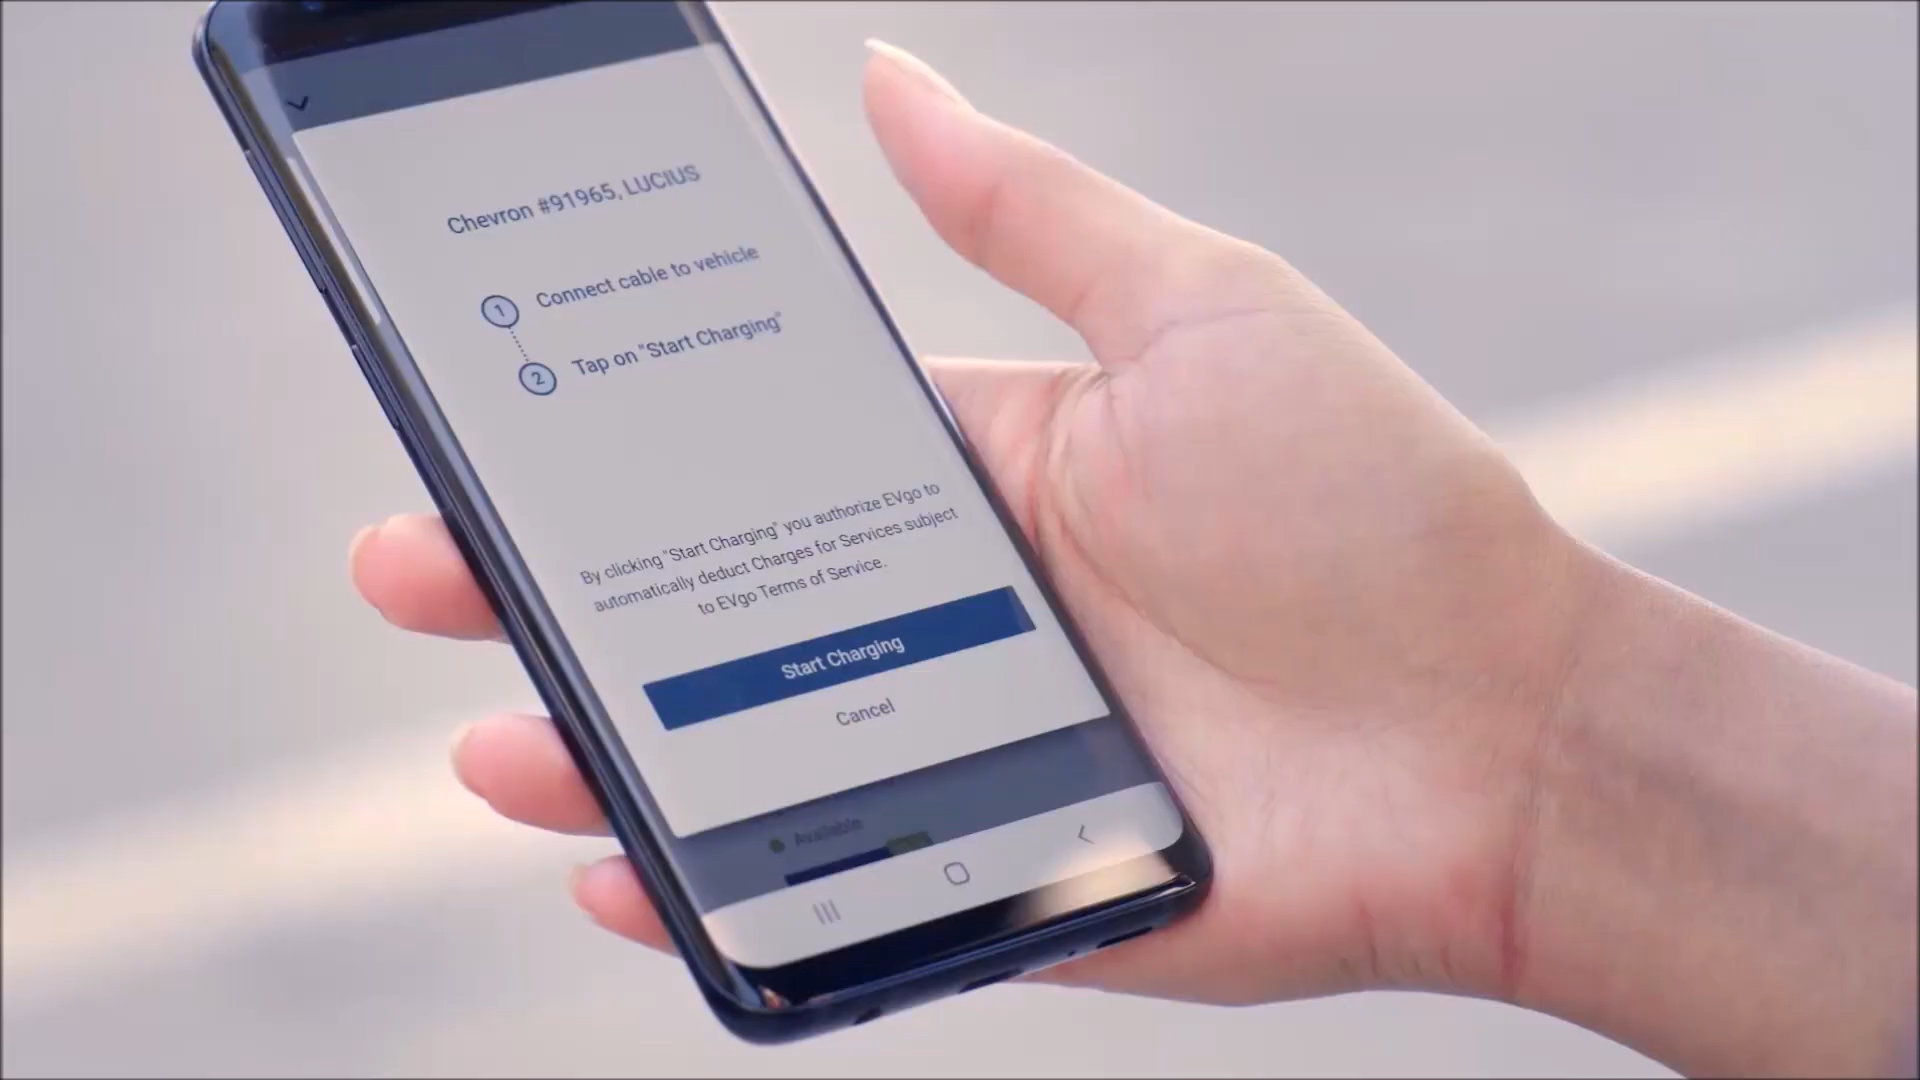 Chevron #91965, LUCIUS
1 Connect cable to vehicle
2 Tap on "Start Charging"
By clicking "Start Charging" you authorize EVgo to
automatically deduct Charges for Services subject
to EVgo Terms of Service.
Start Charging
Cancel
Available